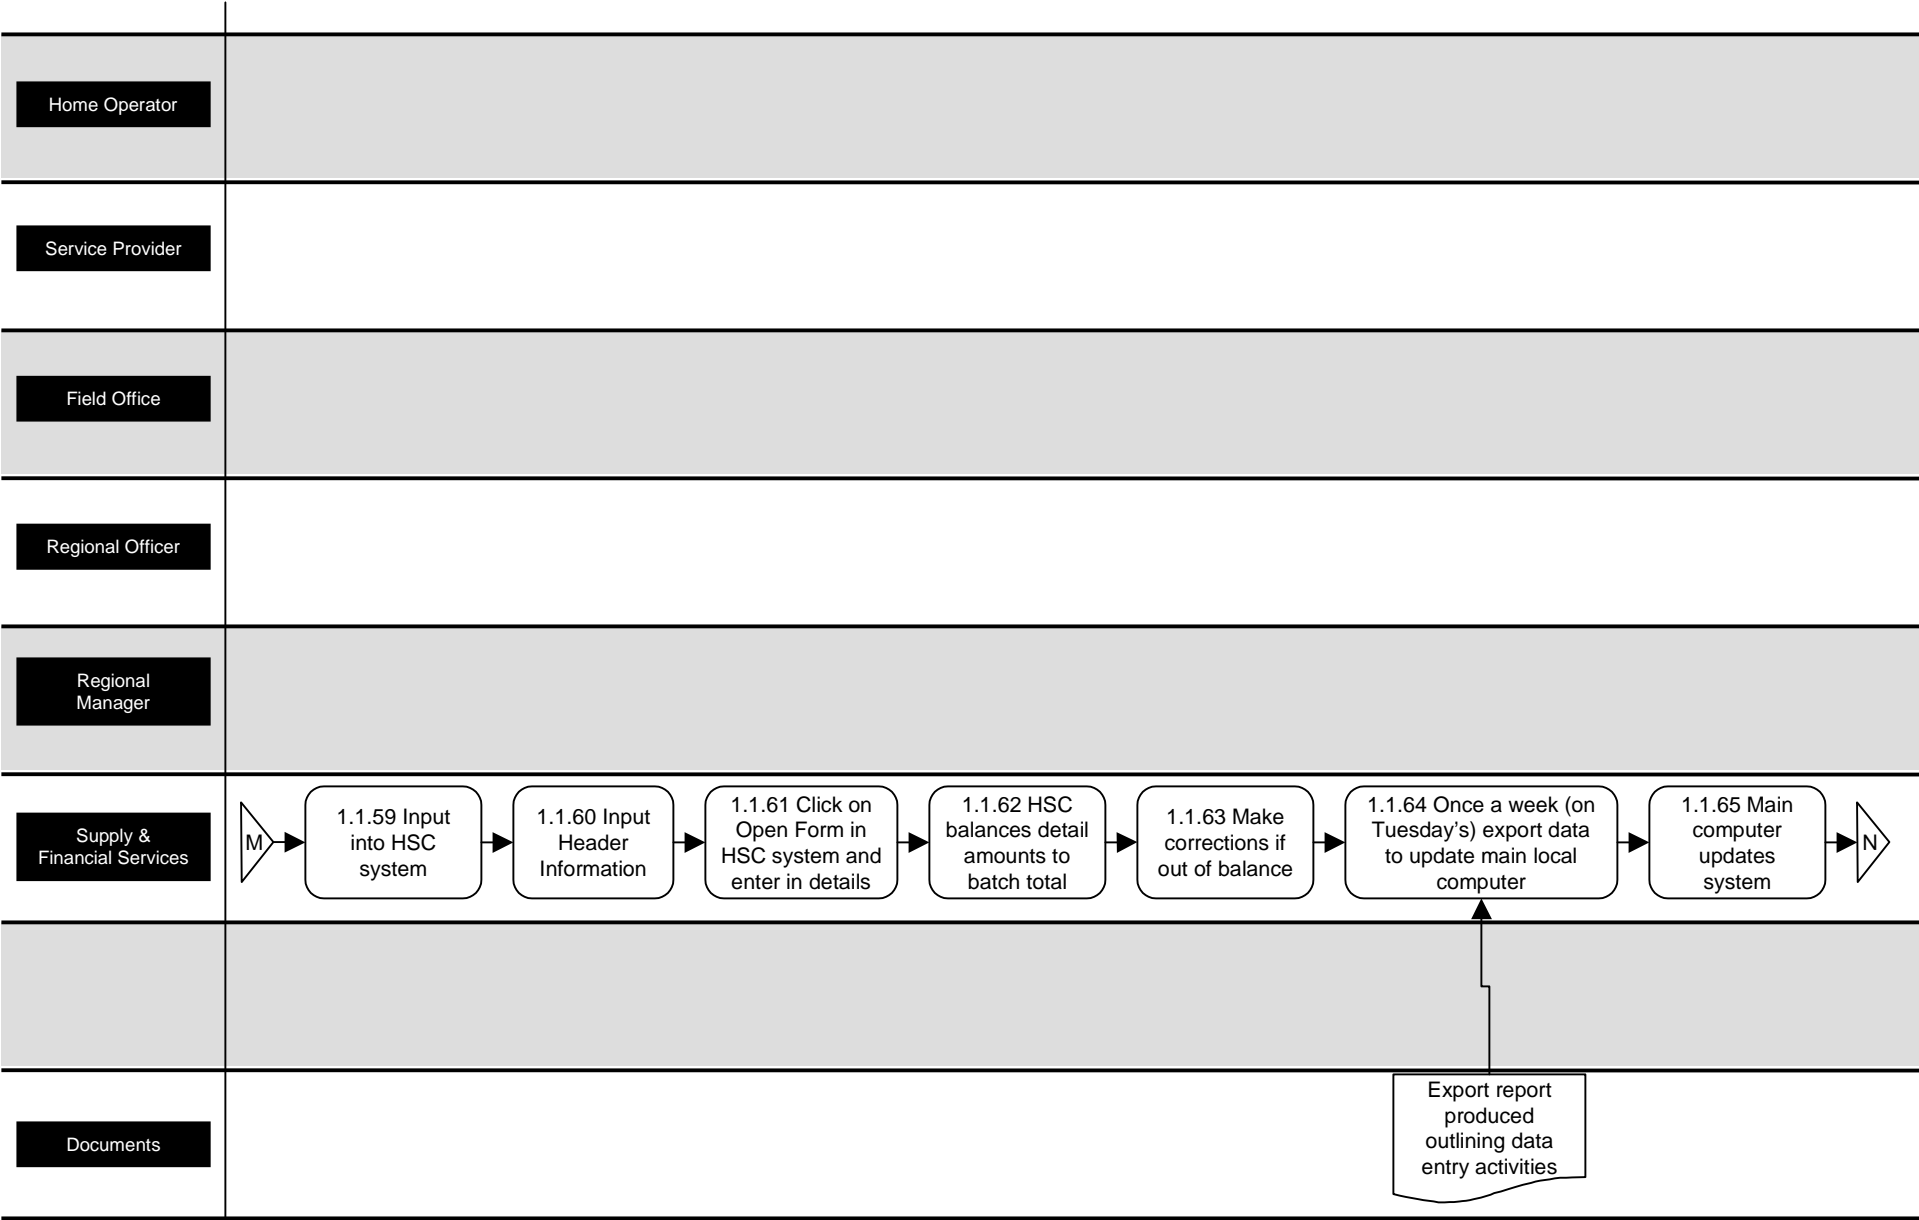 Home Operator
Service Provider
Field Office
Regional Officer
Regional
Manager
Supply &
Financial Services
M
1.1.59 Input
into HSC
system
1.1.60 Input
Header
Information
1.1.61 Click on
Open Form in
HSC system and
enter in details
1.1.62 HSC
balances detail
amounts to
batch total
1.1.63 Make
corrections if
out of balance
1.1.64 Once a week (on
Tuesday’s) export data
to update main local
computer
1.1.65 Main
computer
updates
system
N
Documents
Export report
produced
outlining data
entry activities